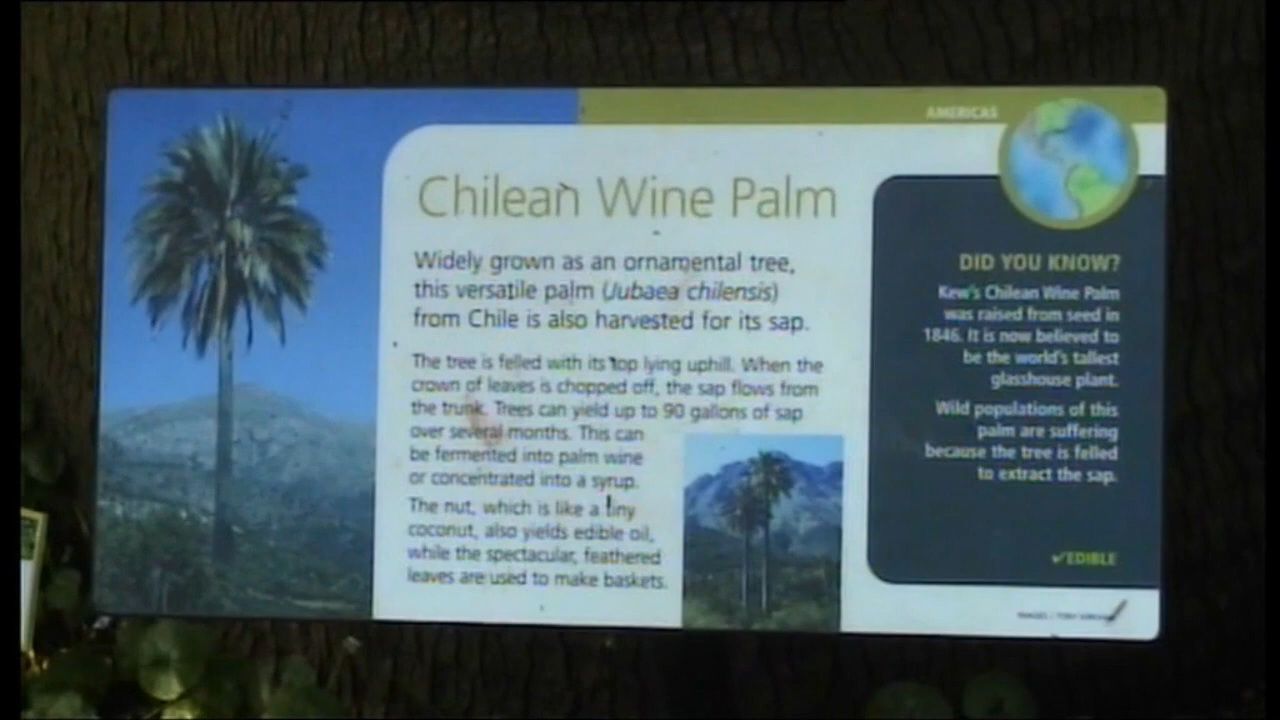 AMERICAS
Chilean Wine Palm
Widely grown as an ornamental tree,
this versatile palm (Jubaea chilensis)
from Chile is also harvested for its sap.
The tree is felled with its top lying uphill. When the
crown of leaves is chopped off, the sap flows from
the trunk. Trees can yield up to 90 gallons of sap
over several months. This can
be fermented into palm wine
or concentrated into a syrup.
The nut, which is like a tiny
coconut, also yields edible oil,
while the spectacular, feathered
leaves are used to make baskets.
DID YOU KNOW?
Kew's Chilean Wine Palm
was raised from seed in
1846. It is now believed to
be the world's tallest
glasshouse plant.
Wild populations of this
palm are suffering
because the tree is felled
to extract the sap.
✓EDIBLE
IMAGES : TONY